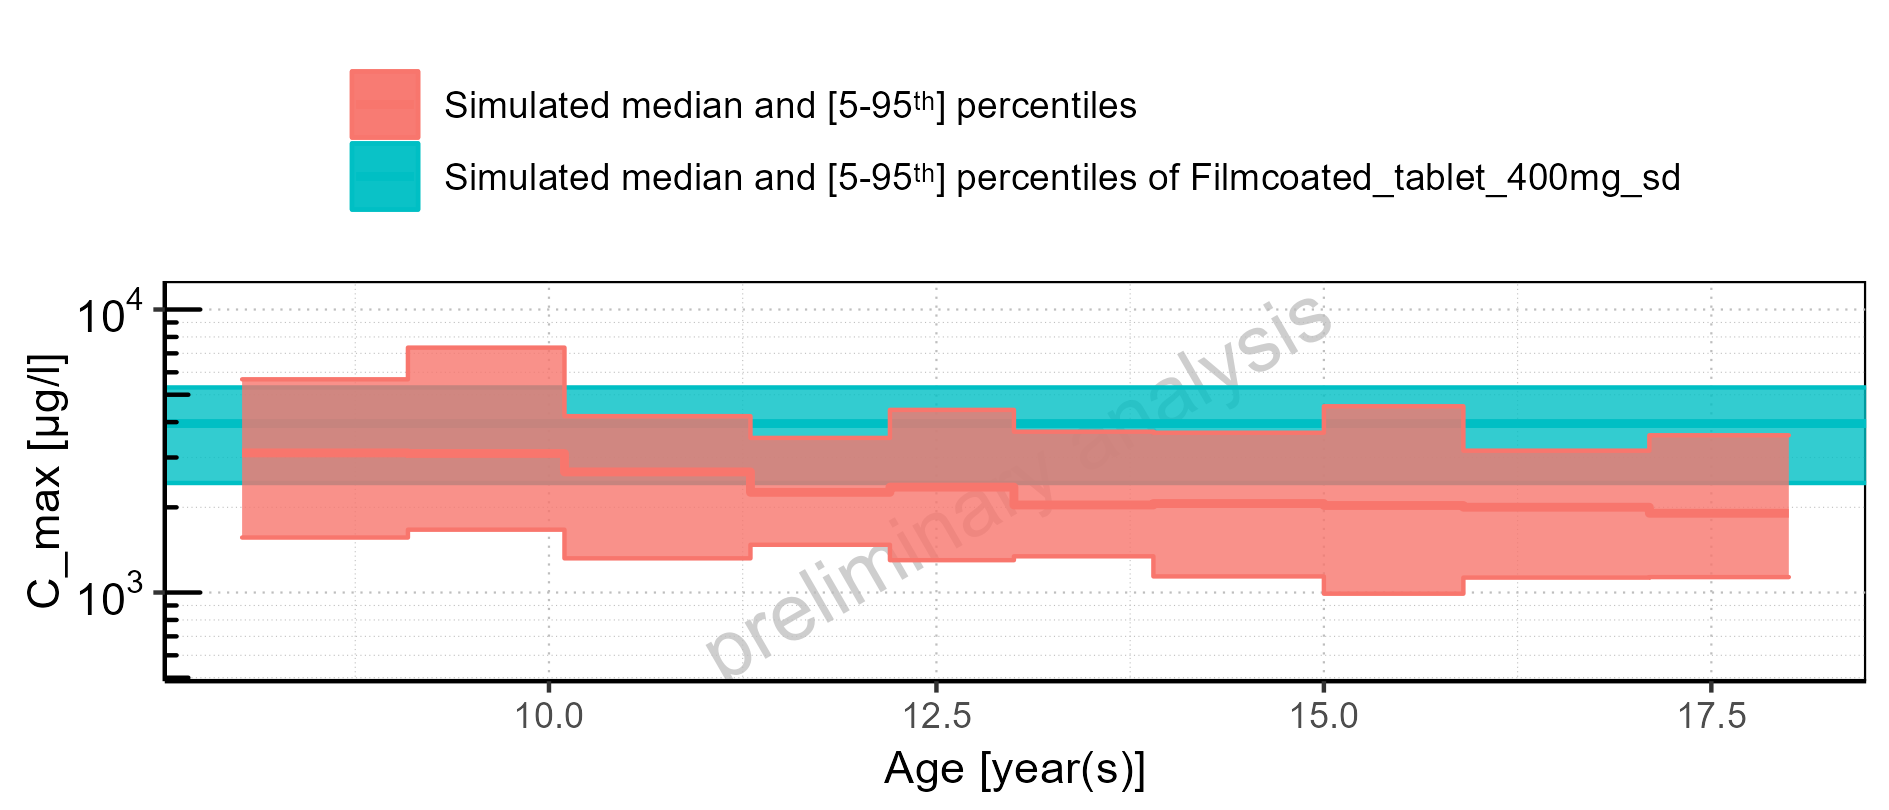 Simulated median and [5-95th] percentiles
Simulated median and [5-95th] percentiles of Filmcoated_tablet_400mg_sd
10^4
10^3
C_max [µg/l]
preliminary analysis
10.0 12.5 15.0 17.5
Age [year(s)]